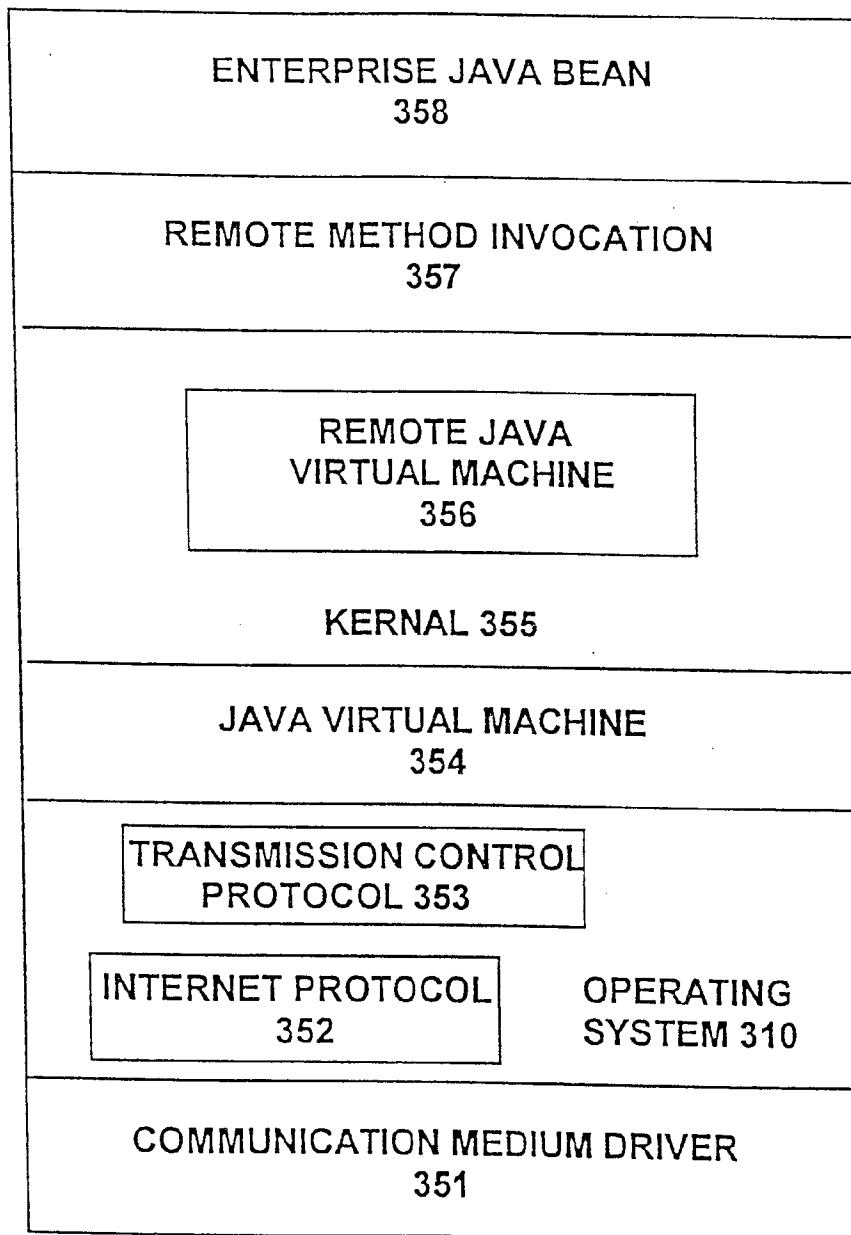 ENTERPRISE JAVA BEAN
358
REMOTE METHOD INVOCATION
357
REMOTE JAVA
VIRTUAL MACHINE
356
KERNAL 355
JAVA VIRTUAL MACHINE
354
TRANSMISSION CONTROL
PROTOCOL 353
INTERNET PROTOCOL
352
OPERATING
SYSTEM 310
COMMUNICATION MEDIUM DRIVER
351